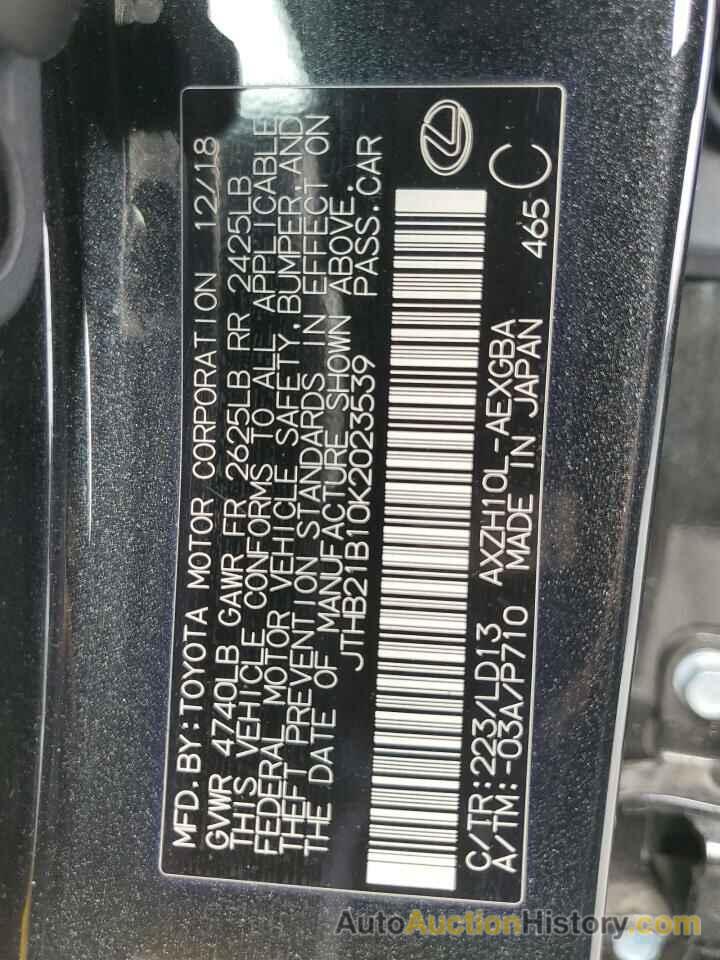 MFD. BY: TOYOTA MOTOR CORPORATION 12/18
GVWR 4740LB GAWR FR 2625LB RR 2425LB
THIS VEHICLE CONFORMS TO ALL APPLICABLE
FEDERAL MOTOR VEHICLE SAFETY, BUMPER, AND
THEFT PREVENTION STANDARDS IN EFFECT ON
THE DATE OF MANUFACTURE SHOWN ABOVE.
JTHB21B10K2023539 PASS. CAR
C/TR:223/LD13 AXZH10L-AEXGBA
A/TM:-03A/P710 MADE IN JAPAN 465 C
AutoAuctionHistory.com